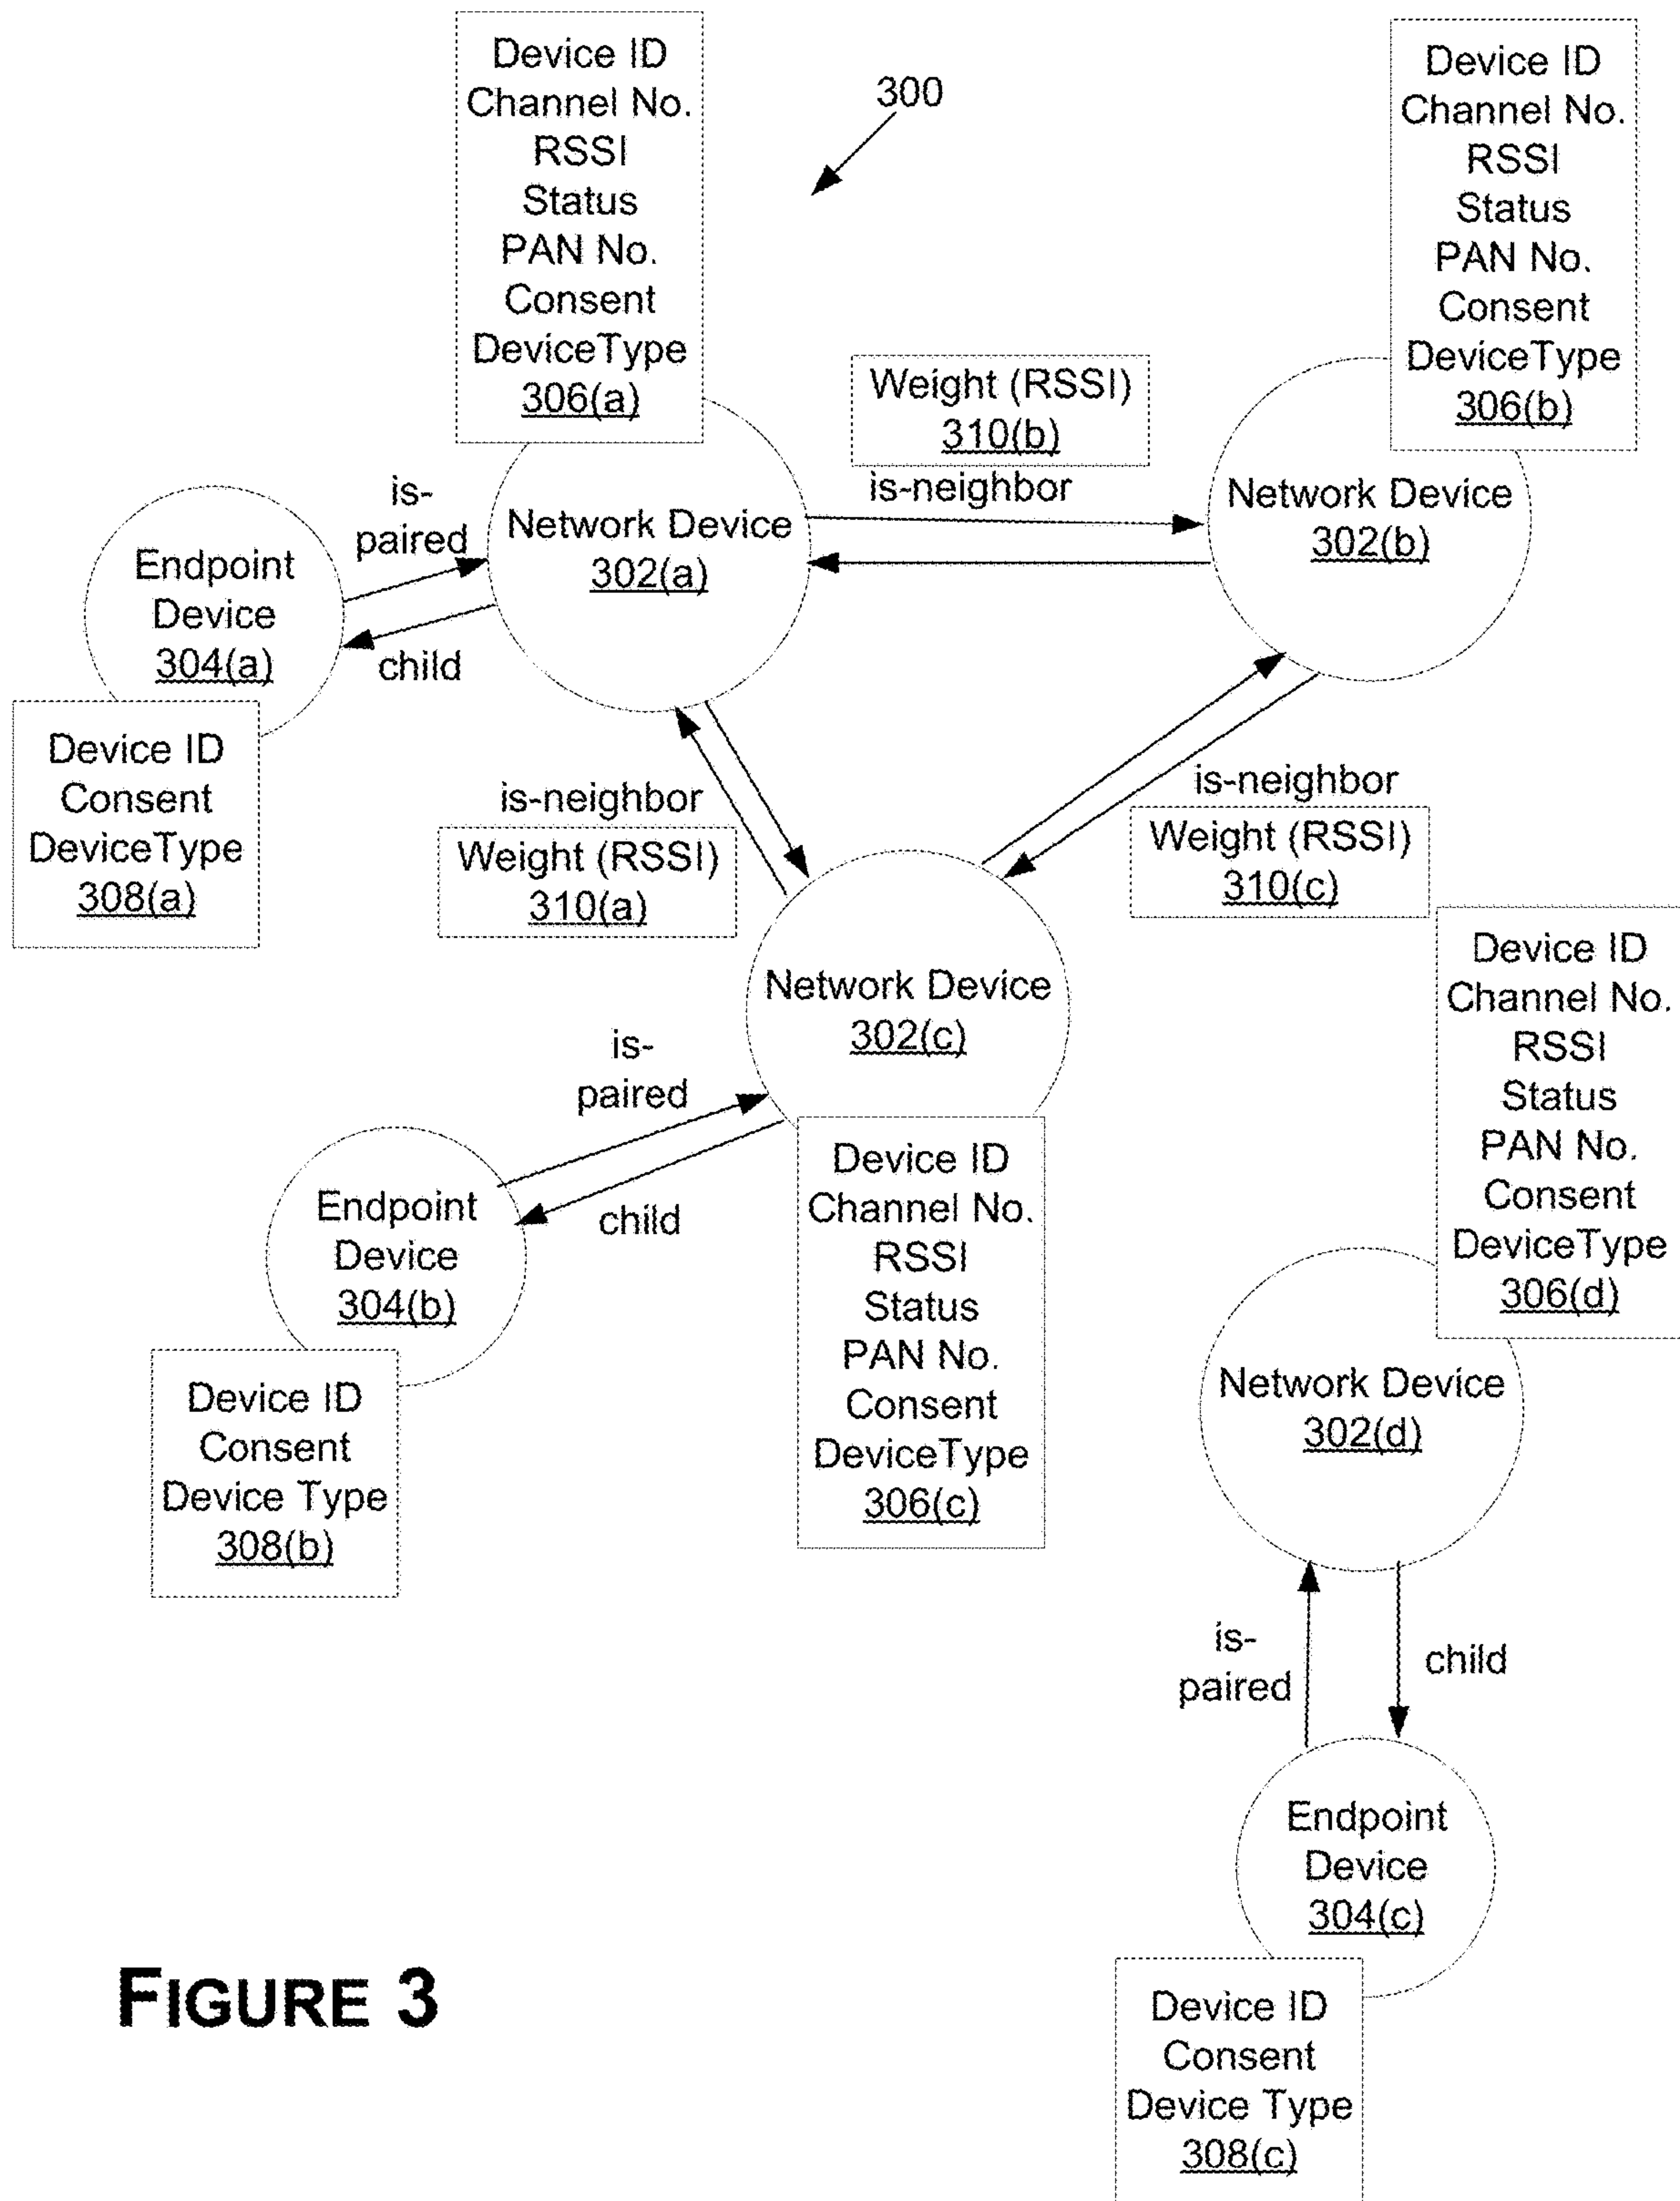 Device ID
Channel No.
RSSI
Status
PAN No.
Consent
DeviceType
306(a)
300
Device ID
Channel No.
RSSI
Status
PAN No.
Consent
DeviceType
306(b)
Weight (RSSI)
310(b)
is-neighbor
is-
paired
Network Device
302(a)
Network Device
302(b)
Endpoint
Device
304(a)
child
Device ID
Consent
DeviceType
308(a)
is-neighbor
Weight (RSSI)
310(a)
is-neighbor
Weight (RSSI)
310(c)
Network Device
302(c)
Device ID
Channel No.
RSSI
Status
PAN No.
Consent
DeviceType
306(d)
is-
paired
child
Endpoint
Device
304(b)
Device ID
Channel No.
RSSI
Status
PAN No.
Consent
DeviceType
306(c)
Device ID
Consent
Device Type
308(b)
Network Device
302(d)
is-
paired
child
Endpoint
Device
304(c)
Device ID
Consent
Device Type
308(c)
FIGURE 3